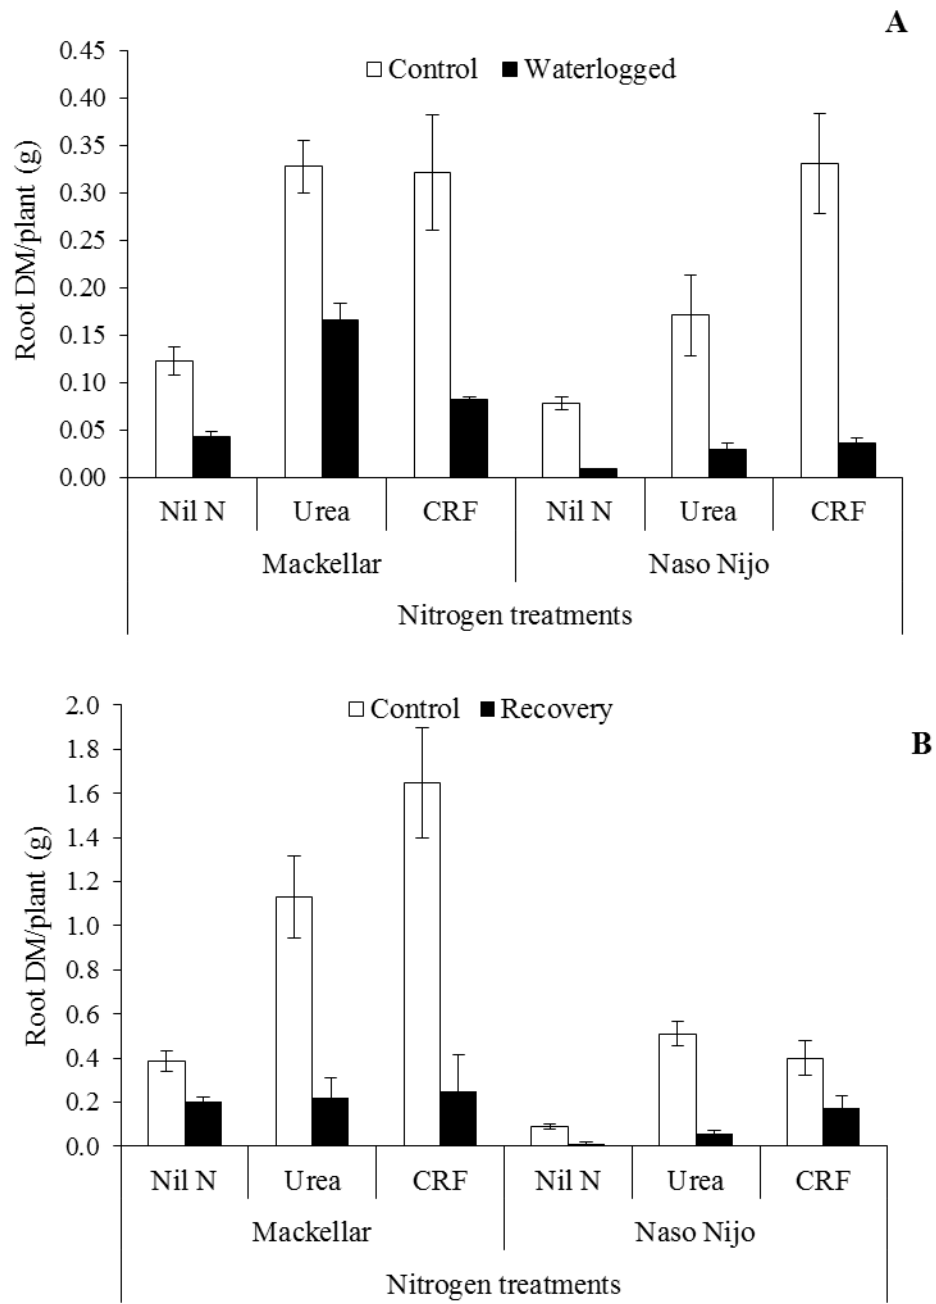 A
0.45
0.40
0.35
0.30
0.25
0.20
0.15
0.10
0.05
0.00
Root DM/plant (g)
Control Waterlogged
Nil N Urea CRF Nil N Urea CRF
Mackellar Naso Nijo
Nitrogen treatments
B
2.0
1.8
1.6
1.4
1.2
1.0
0.8
0.6
0.4
0.2
0.0
Root DM/plant (g)
Control Recovery
Nil N Urea CRF Nil N Urea CRF
Mackellar Naso Nijo
Nitrogen treatments